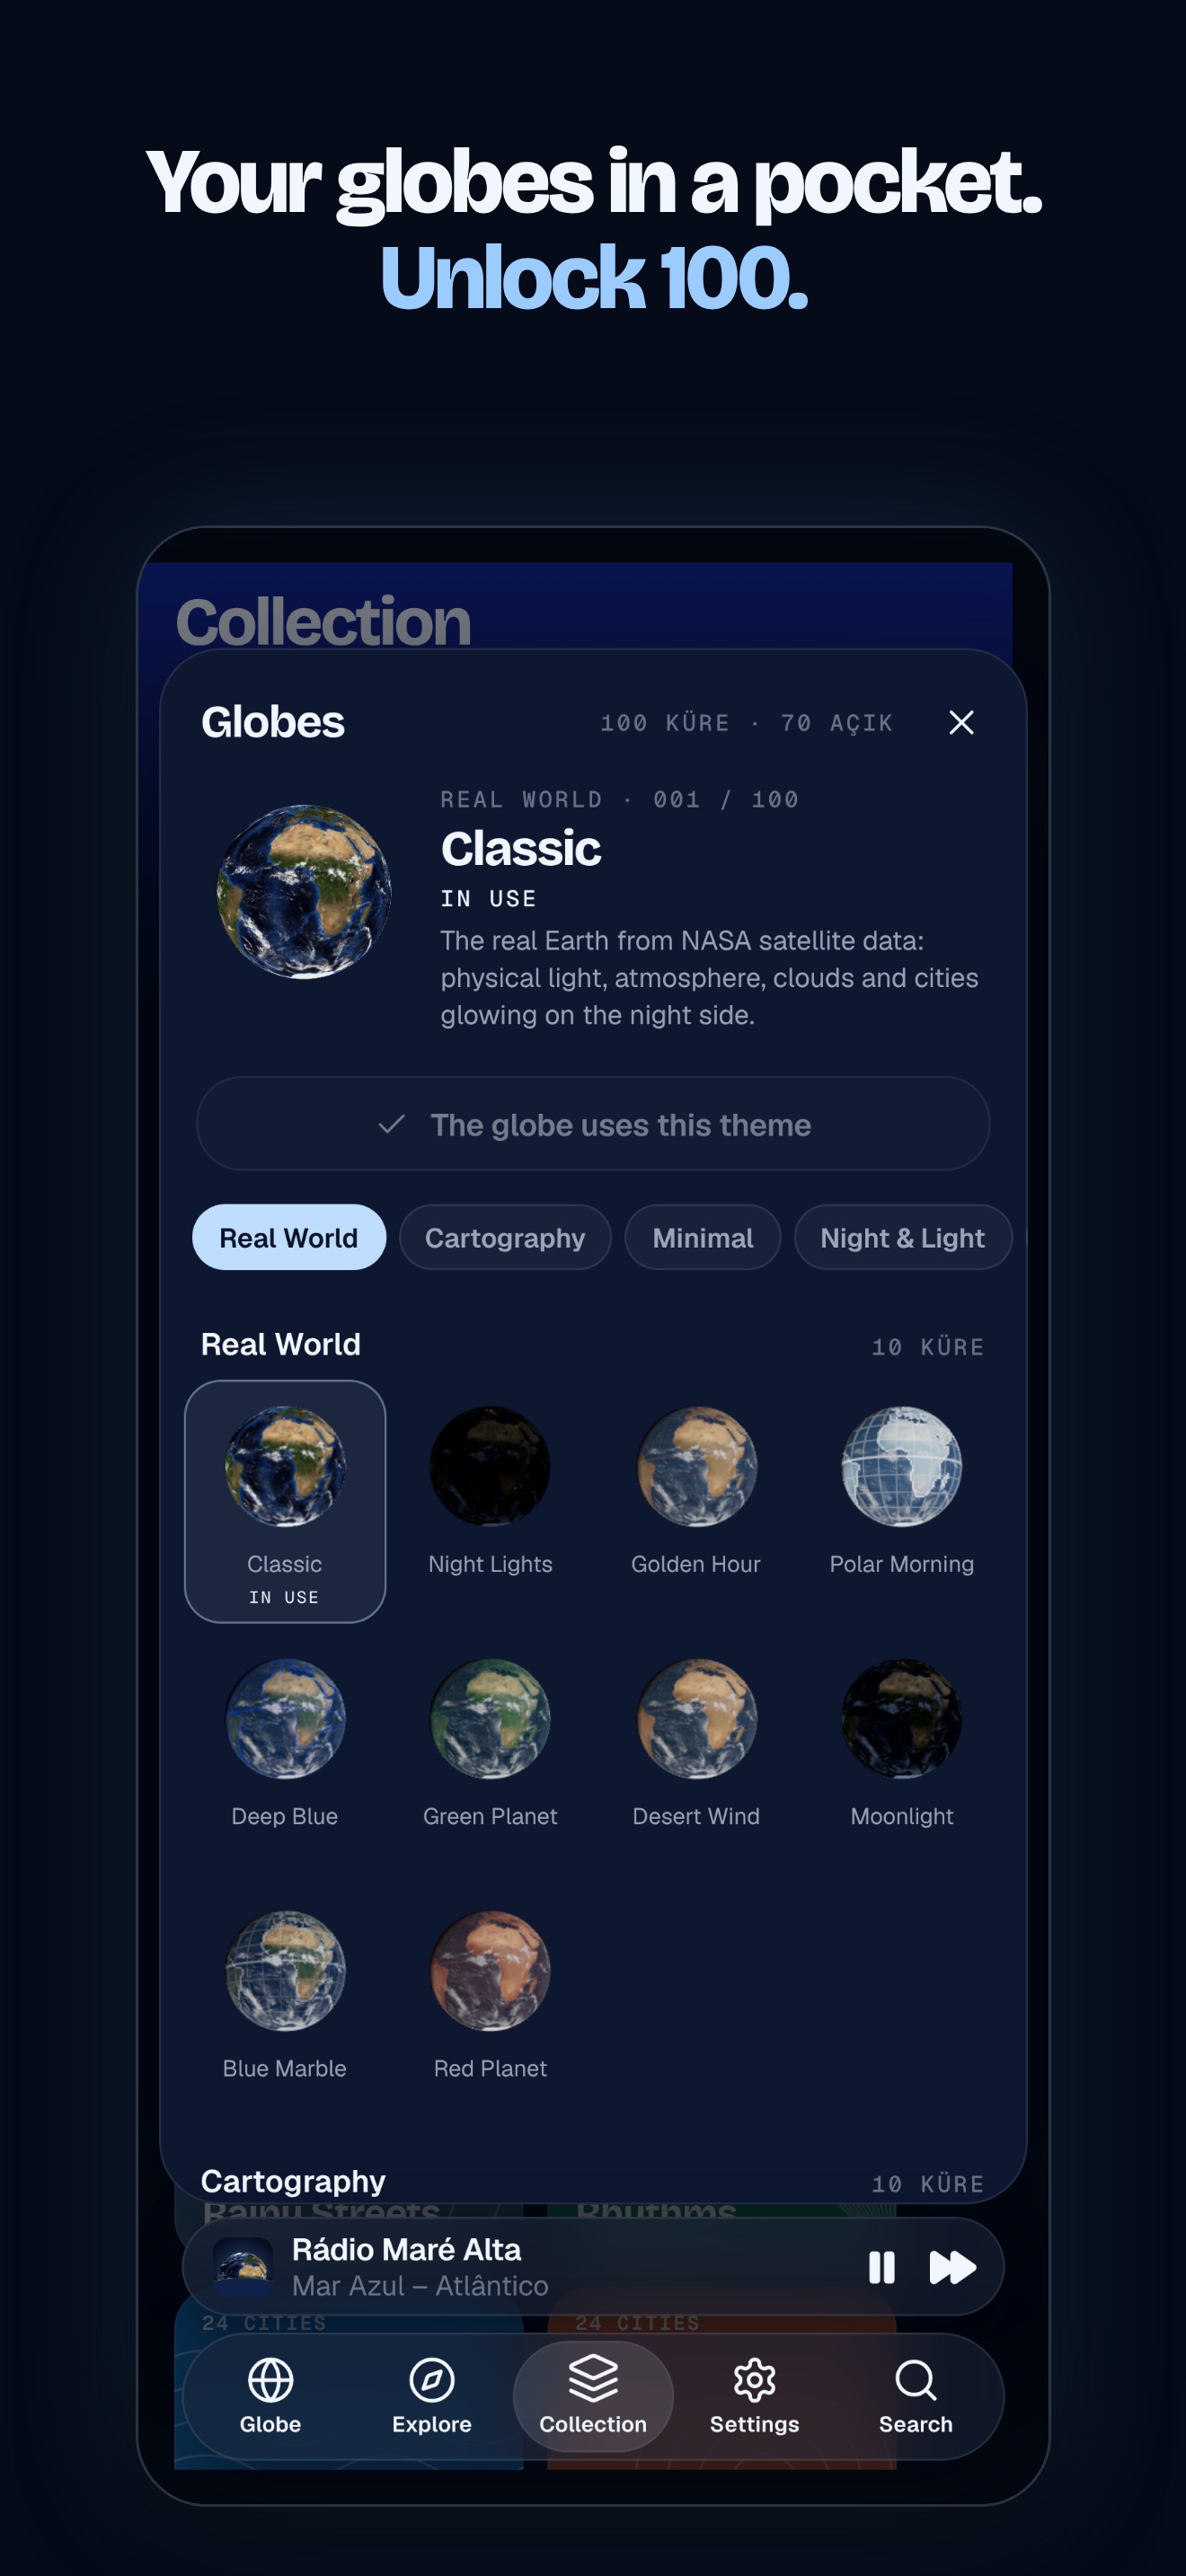 Your globes in a pocket.
Unlock 100.
Collection
Globes
100 KÜRE · 70 AÇIK
REAL WORLD · 001 / 100
Classic
IN USE
The real Earth from NASA satellite data:
physical light, atmosphere, clouds and cities
glowing on the night side.
The globe uses this theme
Real World
Cartography
Minimal
Night & Light
Real World
10 KÜRE
Classic
IN USE
Night Lights
Golden Hour
Polar Morning
Deep Blue
Green Planet
Desert Wind
Moonlight
Blue Marble
Red Planet
Cartography
10 KÜRE
Rainy Streets
Rhythms
Rádio Maré Alta
Mar Azul – Atlântico
24 CITIES
24 CITIES
Globe
Explore
Collection
Settings
Search